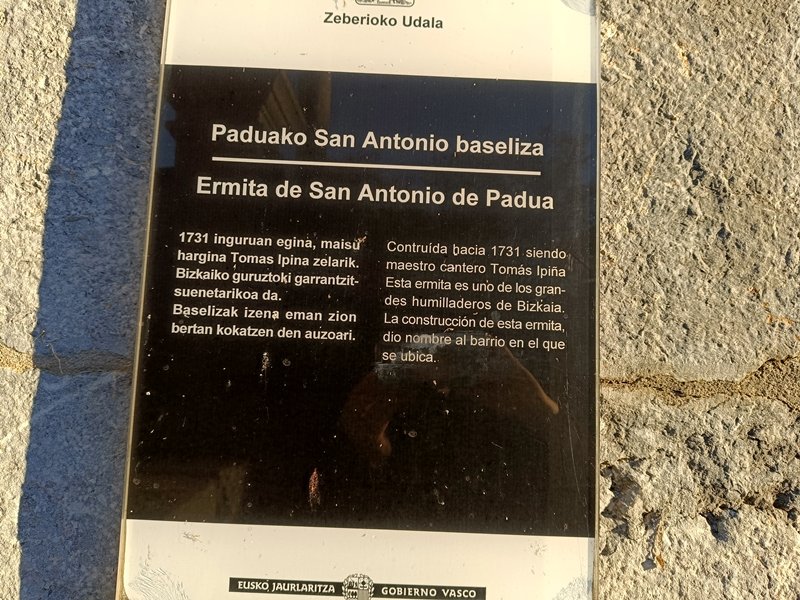 Zeberioko Udala
Paduako San Antonio baseliza
Ermita de San Antonio de Padua
1731 inguruan egina, maisu
hargina Tomas Ipina zelarik.
Bizkaiko guruztoki garrantzit-
suenetarikoa da.
Baselizak izena eman zion
bertan kokatzen den auzoari.
Contruída hacia 1731 siendo
maestro cantero Tomás Ipiña
Esta ermita es uno de los gran-
des humilladeros de Bizkaia.
La construcción de esta ermita,
dio nombre al barrio en el que
se ubica.
EUSKO JAURLARITZA GOBIERNO VASCO